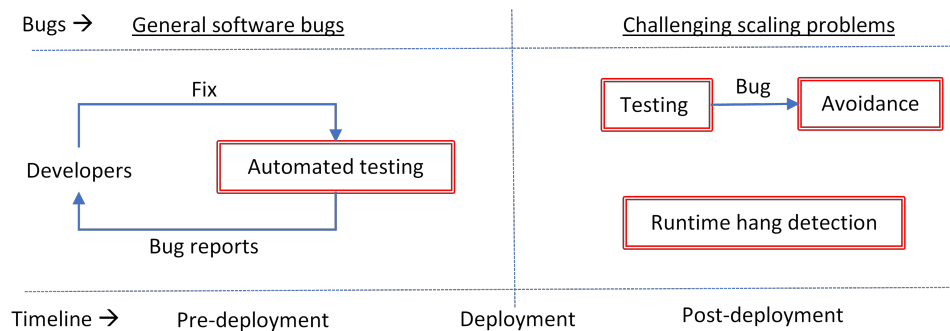 Bugs → General software bugs Challenging scaling problems
Fix
Developers
Automated testing
Bug reports
Testing
Bug
Avoidance
Runtime hang detection
Timeline → Pre-deployment Deployment Post-deployment